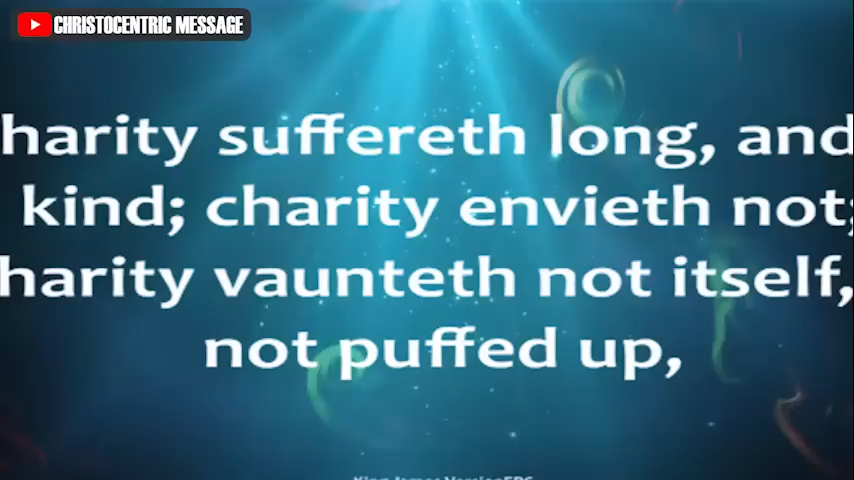 CHRISTOCENTRIC MESSAGE
harity suffereth long, and
kind; charity envieth not;
harity vaunteth not itself,
not puffed up,